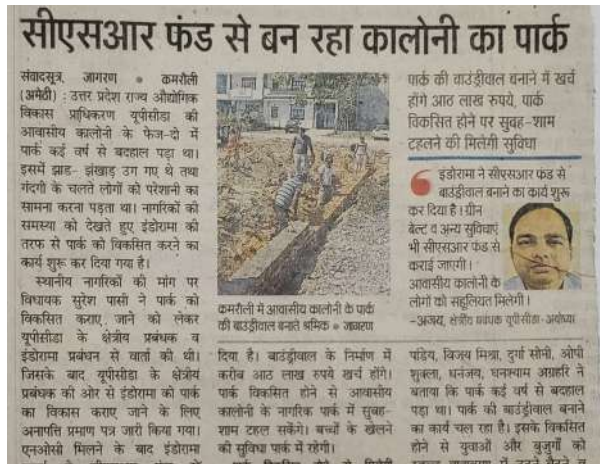 सीएसआर फंड से बन रहा कालोनी का पार्क
संवादसूत्र, जागरण ● कमरौली
(अमेठी) : उत्तर प्रदेश राज्य औद्योगिक
विकास प्राधिकरण यूपीसीडा की
आवासीय कालोनी के फेज-दो में
पार्क कई वर्ष से बदहाल पड़ा था।
इसमें झाड़- झंखाड़ उग गए थे तथा
गंदगी के चलते लोगों को परेशानी का
सामना करना पड़ता था। नागरिकों की
समस्या को देखते हुए इंडोरामा की
तरफ से पार्क को विकसित करने का
कार्य शुरू कर दिया गया है।
स्थानीय नागरिकों की मांग पर
विधायक सुरेश पासी ने पार्क को
विकसित कराए जाने को लेकर
यूपीसीडा के क्षेत्रीय प्रबंधक व
इंडोरामा प्रबंधन से वार्ता की थी।
जिसके बाद यूपीसीडा के क्षेत्रीय
प्रबंधक की ओर से इंडोरामा को पार्क
का विकास कराए जाने के लिए
अनापत्ति प्रमाण पत्र जारी किया गया।
एनओसी मिलने के बाद इंडोरामा
कमरौली में आवासीय कालोनी के पार्क
की बाउंड्रीवाल बनाते श्रमिक ● जागरण
दिया है। बाउंड्रीवाल के निर्माण में
करीब आठ लाख रुपये खर्च होंगे।
पार्क विकसित होने से आवासीय
कालोनी के नागरिक पार्क में सुबह-
शाम टहल सकेंगे। बच्चों के खेलने
की सुविधा पार्क में रहेगी।
पार्क की बाउंड्रीवाल बनाने में खर्च
होंगे आठ लाख रुपये, पार्क
विकसित होने पर सुबह-शाम
टहलने की मिलेगी सुविधा
इंडोरामा ने सीएसआर फंड से
बाउंड्रीवाल बनाने का कार्य शुरू
कर दिया है। ग्रीन
बेल्ट व अन्य सुविधाएं
भी सीएसआर फंड से
कराई जाएगी।
आवासीय कालोनी के
लोगों को सहूलियत मिलेगी।
-अजय, क्षेत्रीय प्रबंधक यूपीसीडा- अयोध्या
पांडेय, विजय मिश्रा, दुर्गा सोनी, ओपी
शुक्ला, धनंजय, घनश्याम अग्रहरि ने
बताया कि पार्क कई वर्ष से बदहाल
पड़ा था। पार्क की बाउंड्रीवाल बनाने
का कार्य चल रहा है। इसके विकसित
होने से युवाओं और बुजुर्गों को